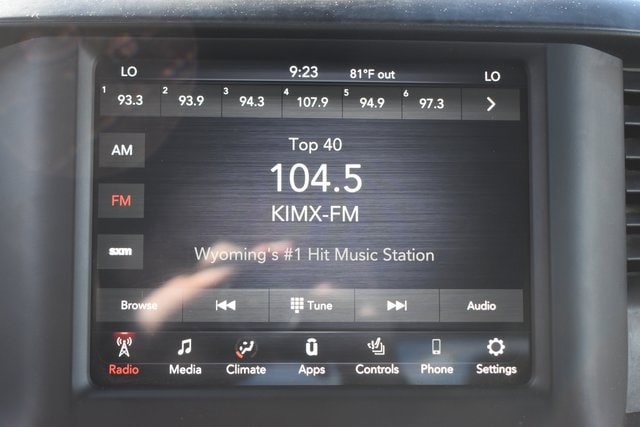 LO 9:23 81°F out LO
1 93.3 2 93.9 3 94.3 4 107.9 5 94.9 6 97.3
AM
Top 40
104.5
FM
KIMX-FM
sxm
Wyoming's #1 Hit Music Station
Browse Tune Audio
Radio Media Climate Apps Controls Phone Settings